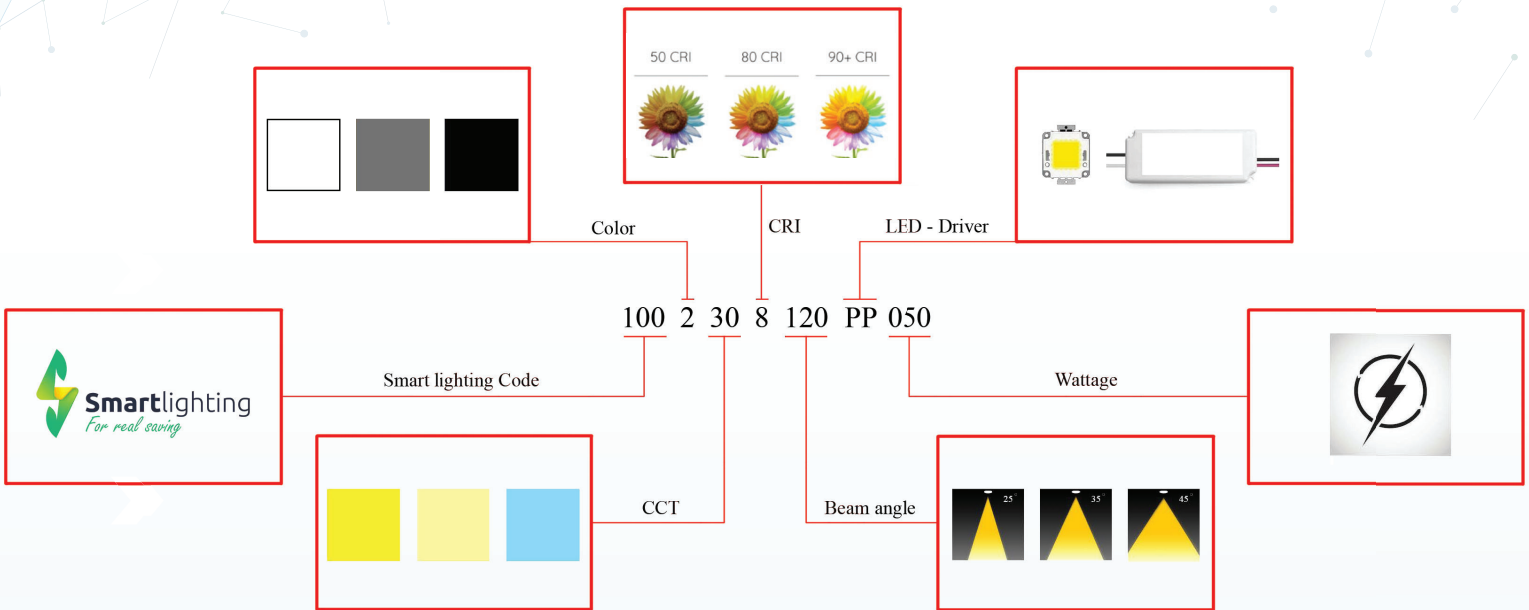 50 CRI 80 CRI 90+ CRI
Color CRI LED - Driver
100 2 30 8 120 PP 050
Smart lighting Code
Wattage
Smartlighting
For real saving
CCT
Beam angle
25° 35° 45°